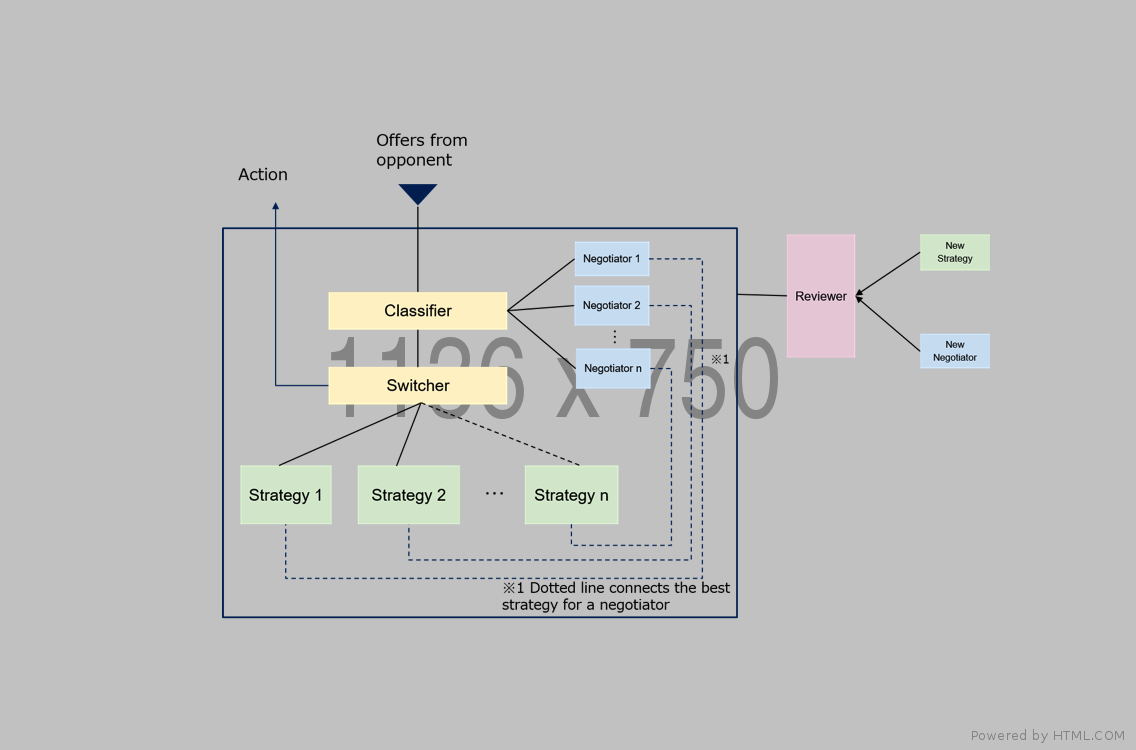 Offers from
opponent
Action
Negotiator 1
New
Strategy
Reviewer
Classifier
Negotiator 2
⋮
New
Negotiator
※1
Negotiator n
1136 x 750
Switcher
Strategy 1
Strategy 2
···
Strategy n
※1 Dotted line connects the best
strategy for a negotiator
Powered by HTML.COM